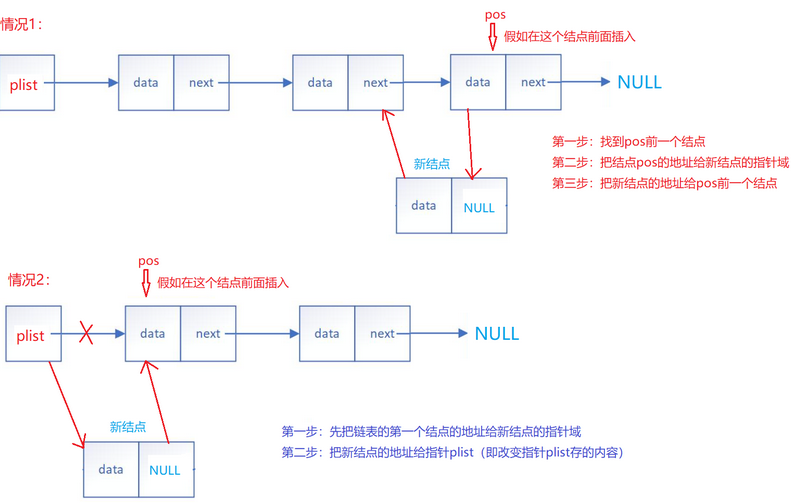 情况1：
pos
假如在这个结点前面插入
plist
data next
data next
data next
NULL
第一步：找到pos前一个结点
第二步：把结点pos的地址给新结点的指针域
第三步：把新结点的地址给pos前一个结点
新结点
data NULL
情况2：
pos
假如在这个结点前面插入
plist
data next
data next
NULL
新结点
data NULL
第一步：先把链表的第一个结点的地址给新结点的指针域
第二步：把新结点的地址给指针plist（即改变指针plist存的内容）